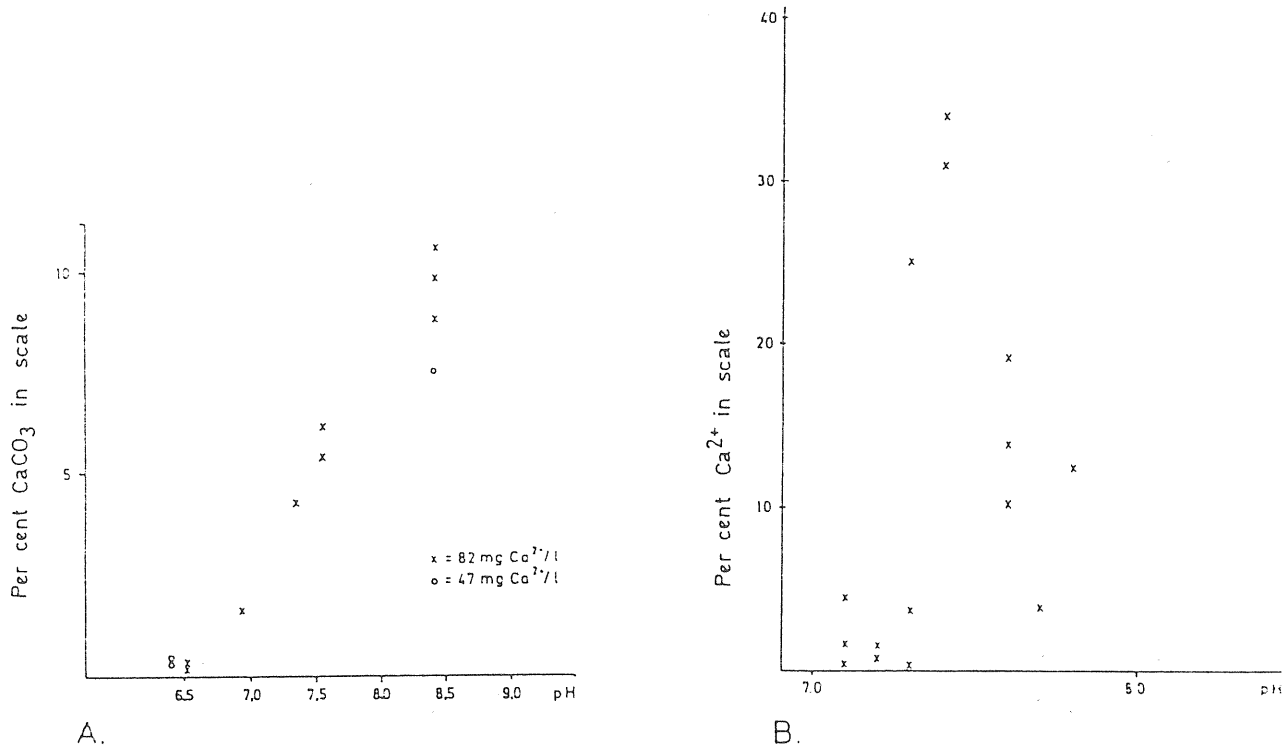 Per cent CaCO₃ in scale
10
5
x = 82 mg Ca²⁺/l
o = 47 mg Ca²⁺/l
6.5 7.0 7.5 8.0 8.5 9.0 pH
A.
Per cent Ca²⁺ in scale
40
30
20
10
7.0 8.0 pH
B.